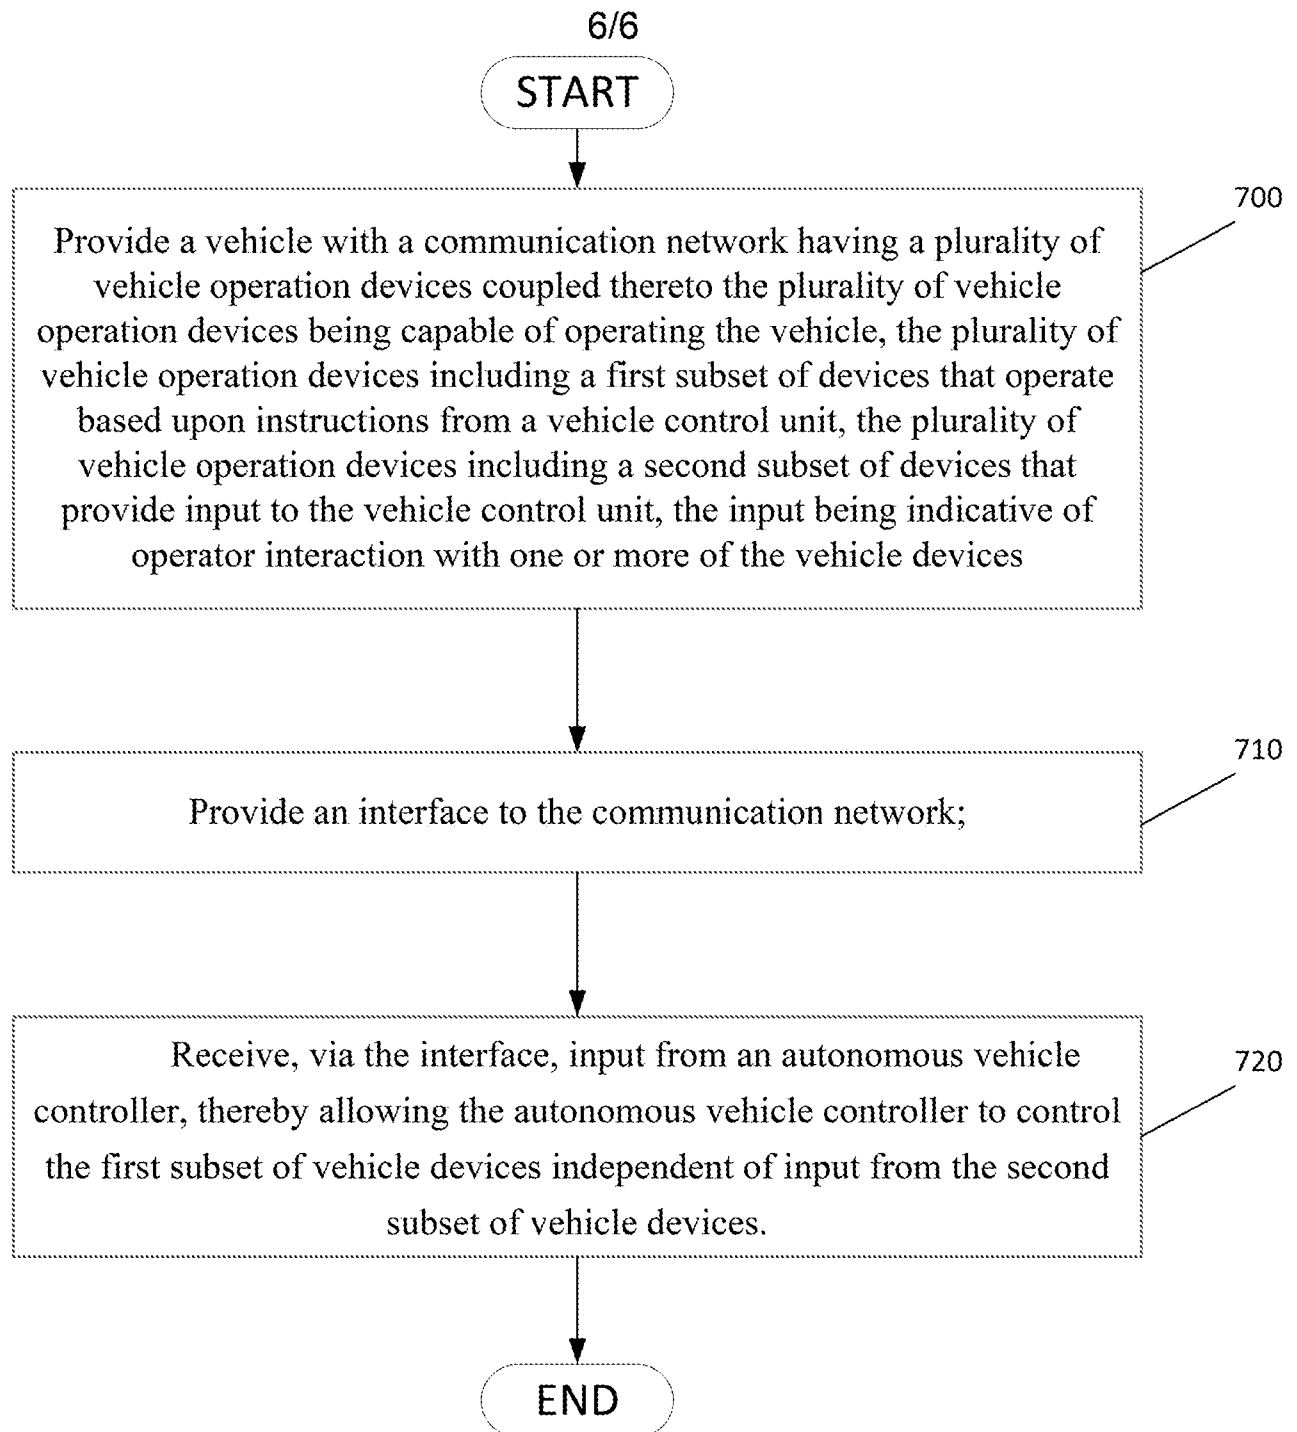 6/6
START
700
Provide a vehicle with a communication network having a plurality of
vehicle operation devices coupled thereto the plurality of vehicle
operation devices being capable of operating the vehicle, the plurality of
vehicle operation devices including a first subset of devices that operate
based upon instructions from a vehicle control unit, the plurality of
vehicle operation devices including a second subset of devices that
provide input to the vehicle control unit, the input being indicative of
operator interaction with one or more of the vehicle devices
710
Provide an interface to the communication network;
720
Receive, via the interface, input from an autonomous vehicle
controller, thereby allowing the autonomous vehicle controller to control
the first subset of vehicle devices independent of input from the second
subset of vehicle devices.
END